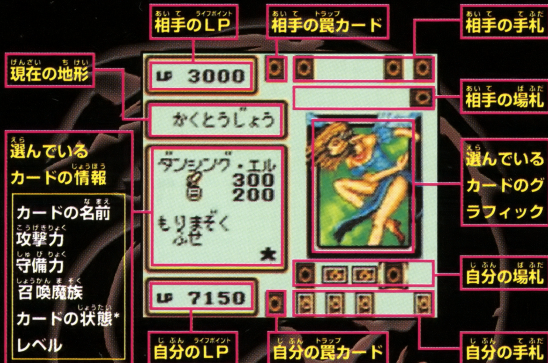 相手のLP
相手の罠カード
相手の手札
現在の地形
相手の場札
LP 3000
かくとうじょう
選んでいる
カードの情報
カードの名前
攻撃力
守備力
召喚魔族
カードの状態*
レベル
ダンシング・エル
300
200
もりまぞく
ふせ
★
選んでいる
カードのグ
ラフィック
自分の場札
LP 7150
自分のLP
自分の罠カード
自分の手札